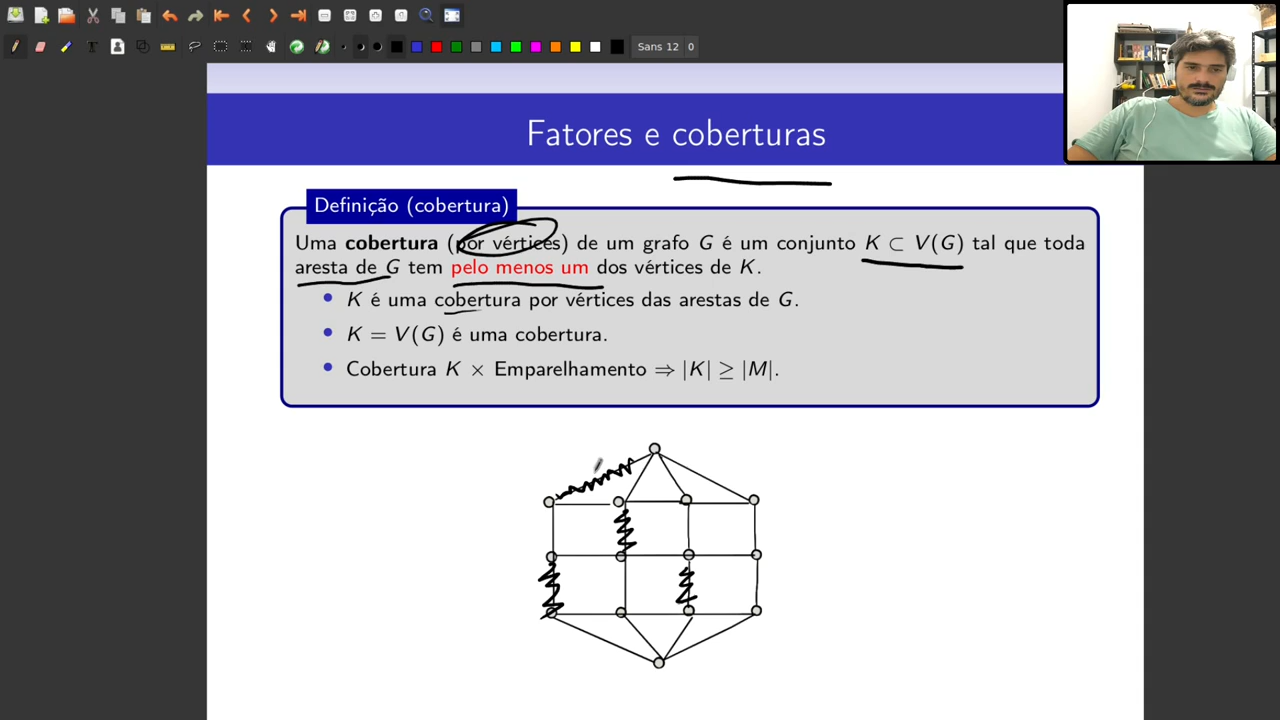 Sans 12 0
Fatores e coberturas
Definição (cobertura)
Uma cobertura (por vértices) de um grafo G é um conjunto K ⊂ V(G) tal que toda
aresta de G tem pelo menos um dos vértices de K.
• K é uma cobertura por vértices das arestas de G.
• K = V(G) é uma cobertura.
• Cobertura K × Emparelhamento ⇒ |K| ≥ |M|.